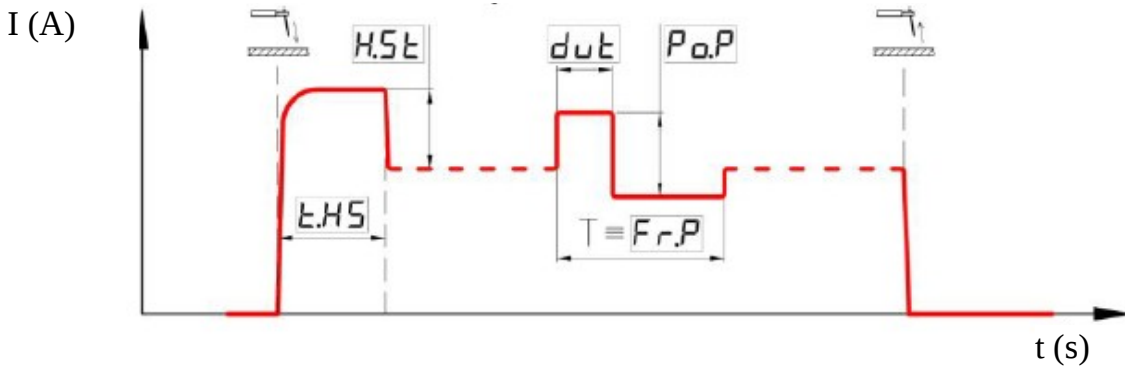 I (A)
H.St
dut
Po.P
t.HS
T ≡ Fr.P
t (s)